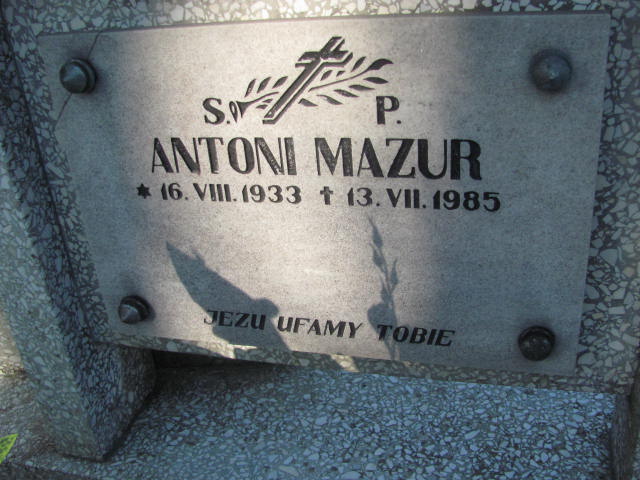 S. P.
ANTONI MAZUR
* 16. VIII. 1933 ✝ 13. VII. 1985
JEZU UFAMY TOBIE